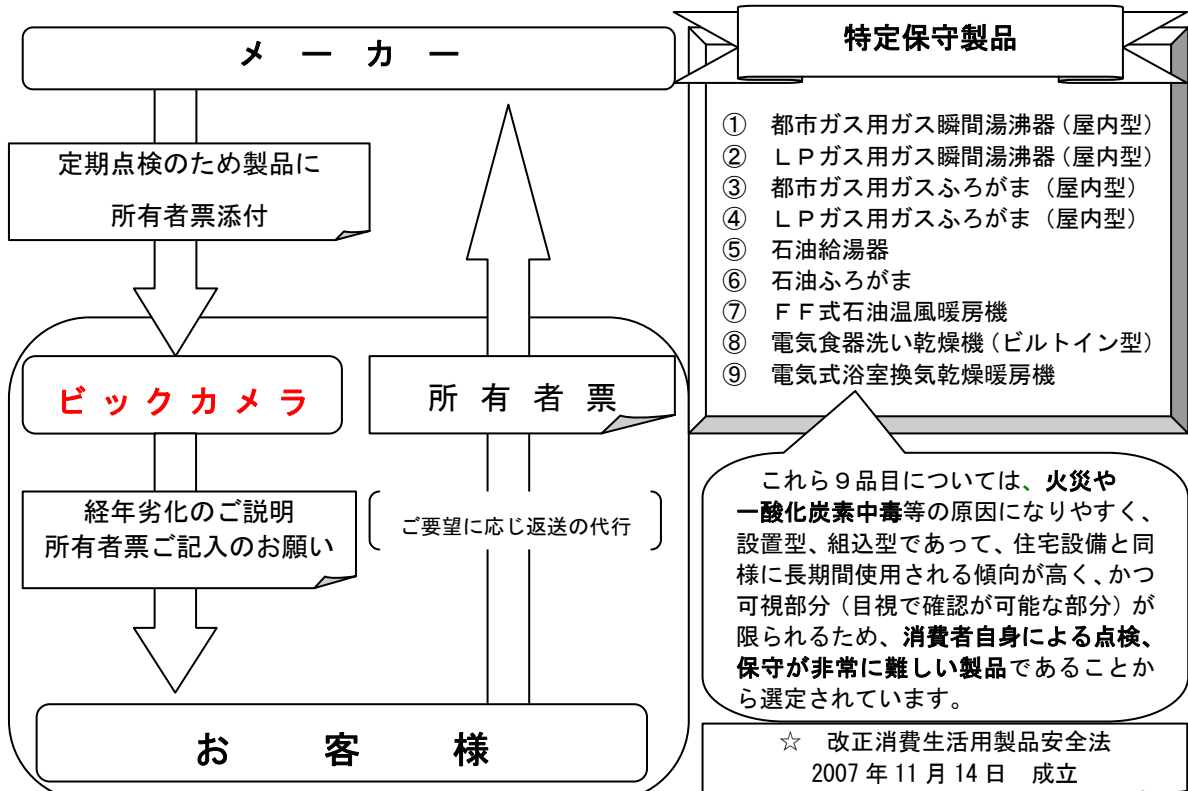 メ ー カ ー
定期点検のため製品に
所有者票添付
ビ ッ ク カ メ ラ
所 有 者 票
経年劣化のご説明
所有者票ご記入のお願い
ご要望に応じ返送の代行
お 客 様
特定保守製品
① 都市ガス用ガス瞬間湯沸器（屋内型）
② ＬＰガス用ガス瞬間湯沸器（屋内型）
③ 都市ガス用ガスふろがま（屋内型）
④ ＬＰガス用ガスふろがま（屋内型）
⑤ 石油給湯器
⑥ 石油ふろがま
⑦ ＦＦ式石油温風暖房機
⑧ 電気食器洗い乾燥機（ビルトイン型）
⑨ 電気式浴室換気乾燥暖房機
これら９品目については、火災や
一酸化炭素中毒等の原因になりやすく、
設置型、組込型であって、住宅設備と同
様に長期間使用される傾向が高く、かつ
可視部分（目視で確認が可能な部分）が
限られるため、消費者自身による点検、
保守が非常に難しい製品であることか
ら選定されています。
☆ 改正消費生活用製品安全法
2007 年 11 月 14 日 成立